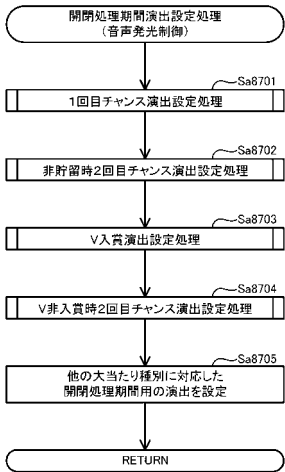 開閉処理期間演出設定処理
(音声発光制御)
Sa8701
1回目チャンス演出設定処理
Sa8702
非貯留時2回目チャンス演出設定処理
Sa8703
V入賞演出設定処理
Sa8704
V非入賞時2回目チャンス演出設定処理
Sa8705
他の大当たり種別に対応した
開閉処理期間用の演出を設定
RETURN